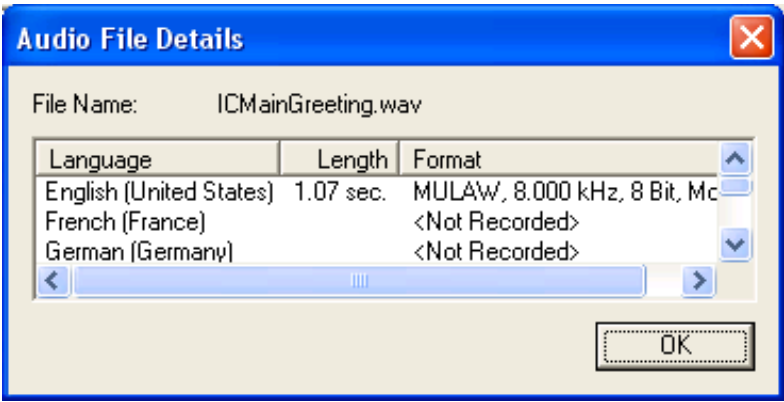 Audio File Details
File Name: ICMainGreeting.wav
Language Length Format
English (United States) 1.07 sec. MULAW, 8.000 kHz, 8 Bit,
French (France) <Not Recorded>
German (Germany) <Not Recorded>
OK